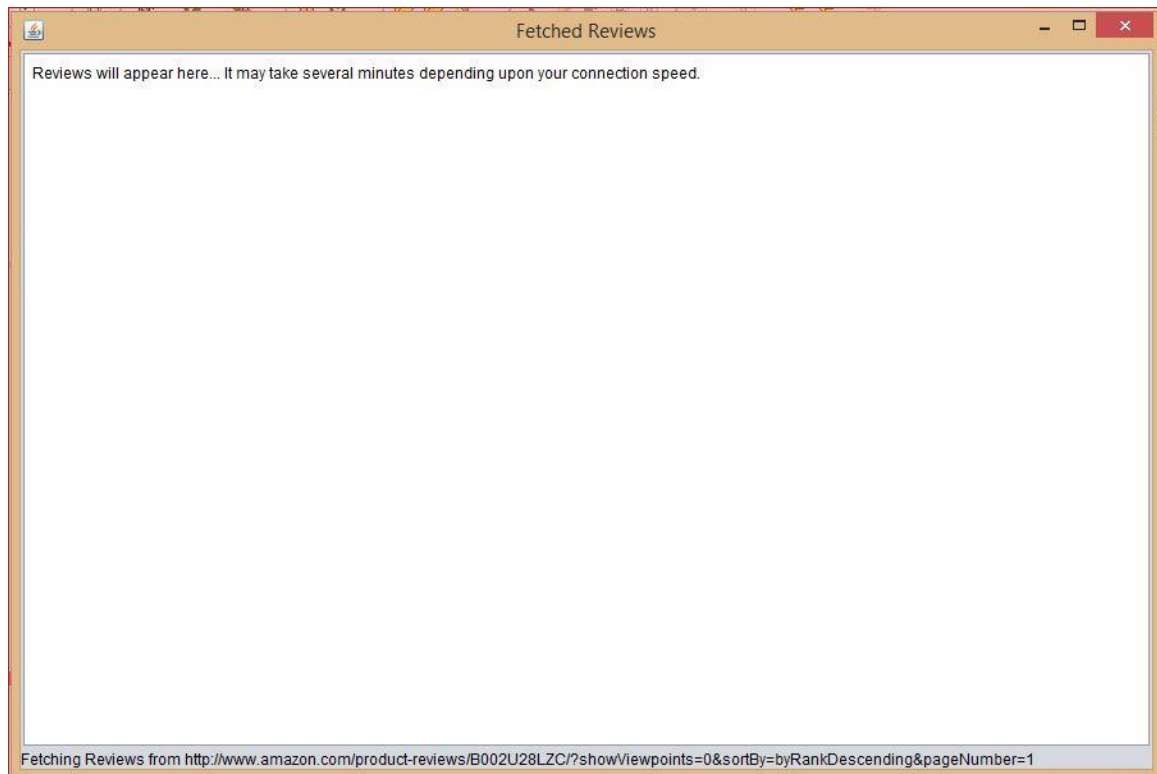 Fetched Reviews
Reviews will appear here... It may take several minutes depending upon your connection speed.
Fetching Reviews from http://www.amazon.com/product-reviews/B002U28LZC/?showViewpoints=0&sortBy=byRankDescending&pageNumber=1